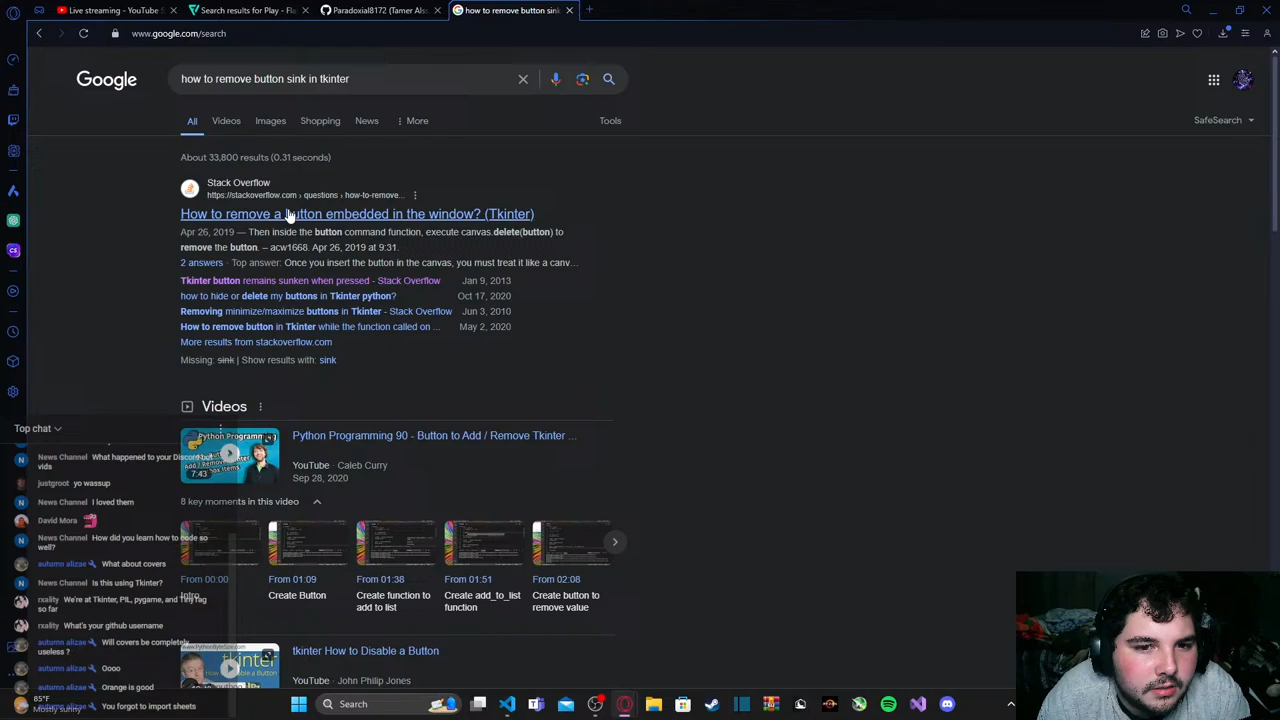 Live streaming - YouTube S
Search results for Play - Fla
Paradoxial8172 (Tamer Alss
how to remove button sink
www.google.com/search
Google
how to remove button sink in tkinter
All
Videos
Images
Shopping
News
More
Tools
SafeSearch
About 33,800 results (0.31 seconds)
Stack Overflow
https://stackoverflow.com › questions › how-to-remove...
How to remove a button embedded in the window? (Tkinter)
Apr 26, 2019 — Then inside the button command function, execute canvas.delete(button) to
remove the button. – acw1668. Apr 26, 2019 at 9:31.
2 answers · Top answer: Once you insert the button in the canvas, you must treat it like a canv...
Tkinter button remains sunken when pressed - Stack Overflow
Jan 9, 2013
how to hide or delete my buttons in Tkinter python?
Oct 17, 2020
Removing minimize/maximize buttons in Tkinter - Stack Overflow
Jun 3, 2010
How to remove button in Tkinter while the function called on ...
May 2, 2020
More results from stackoverflow.com
Missing: sink | Show results with: sink
Videos
Python Programming
7:43
Python Programming 90 - Button to Add / Remove Tkinter ...
YouTube · Caleb Curry
Sep 28, 2020
8 key moments in this video
From 00:00
From 01:09
Create Button
From 01:38
Create function to
add to list
From 01:51
Create add_to_list
function
From 02:08
Create button to
remove value
tkinter
tkinter How to Disable a Button
YouTube · John Philip Jones
Top chat
News Channel What happened to your Discord bot
vids
justgroot yo wassup
News Channel I loved them
David Mora
News Channel How did you learn how to code so
well?
autumn alizae What about covers
News Channel Is this using Tkinter?
rxality We're at Tkinter, PIL, pygame, and TinyTag
so far
rxality What's your github username
autumn alizae Will covers be completely
useless ?
autumn alizae Oooo
autumn alizae Orange is good
autumn alizae You forgot to import sheets
85°F
Mostly sunny
Search